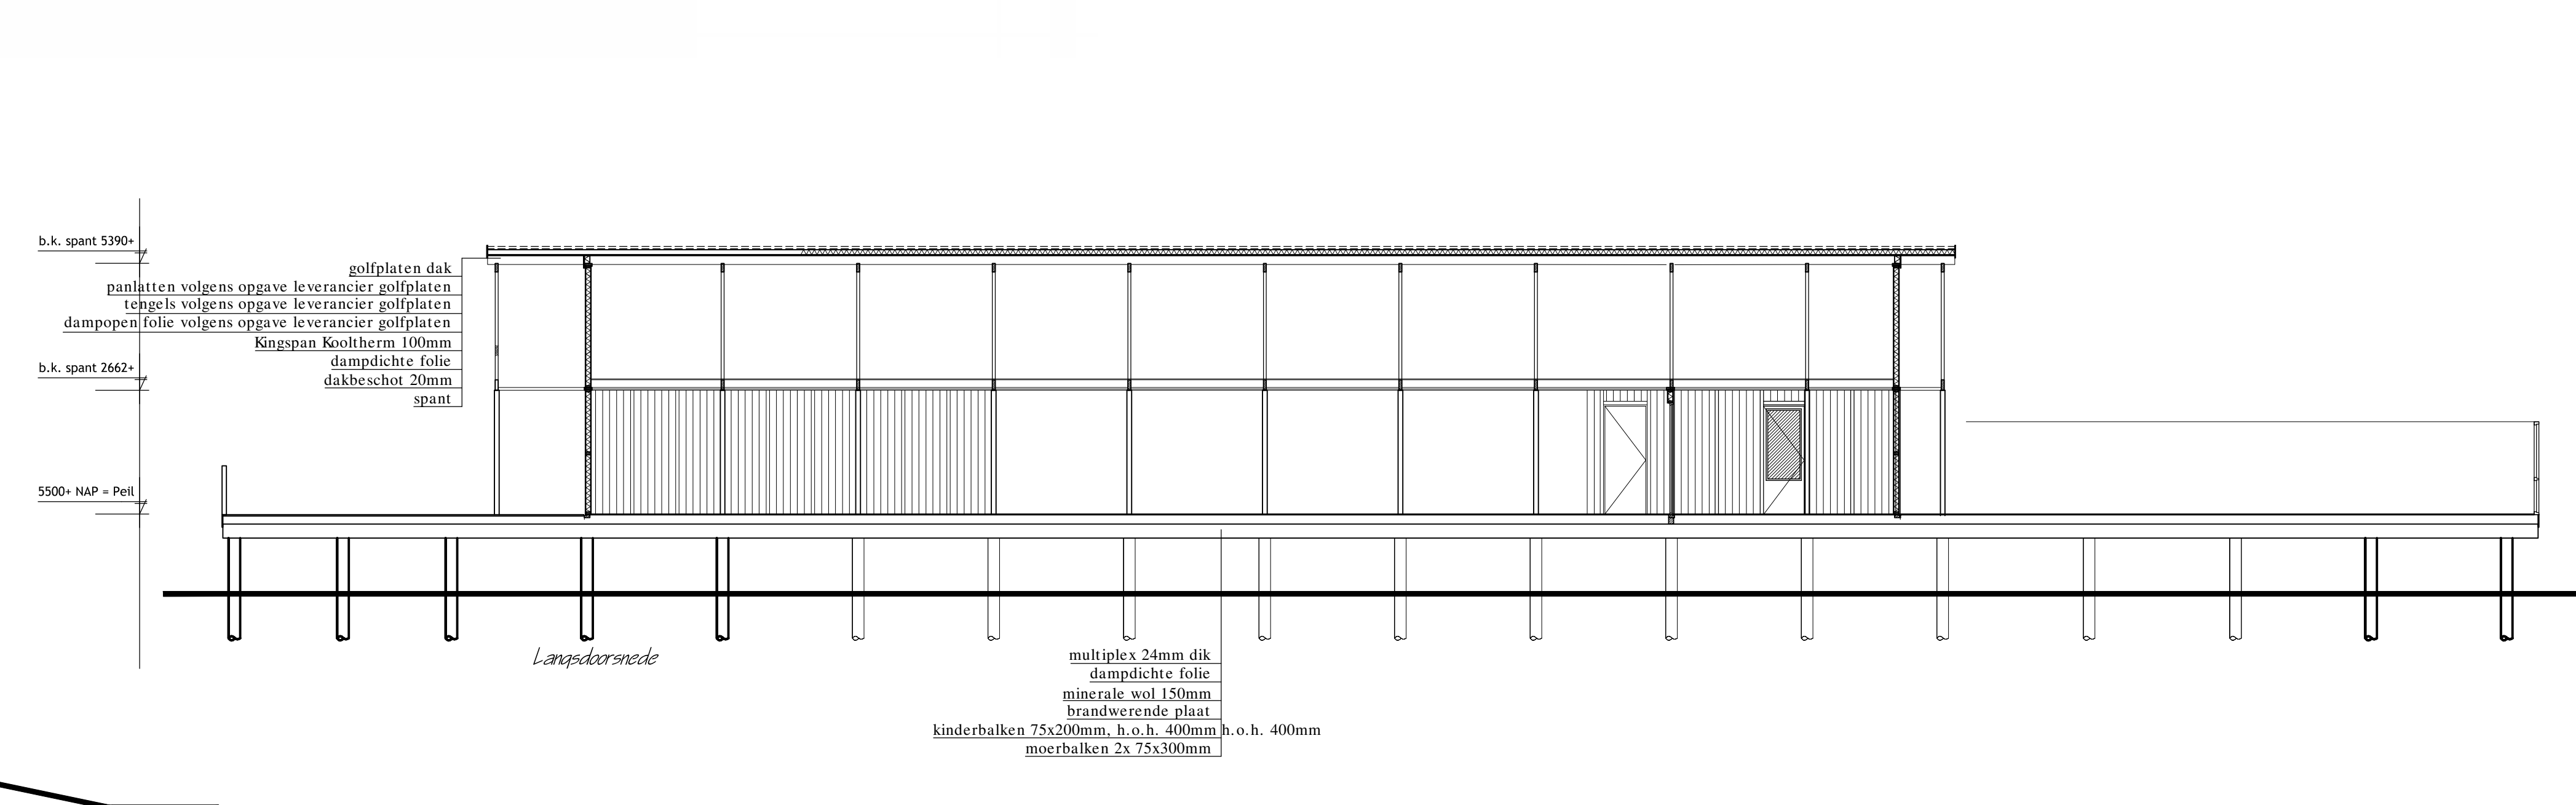 b.k. spant 5390+
golfplaten dak
panlatten volgens opgave leverancier golfplaten
tengels volgens opgave leverancier golfplaten
dampopen folie volgens opgave leverancier golfplaten
Kingspan Kooltherm 100mm
b.k. spant 2662+
dampdichte folie
dakbeschot 20mm
spant
5500+ NAP = Peil
Langsdoorsnede
multiplex 24mm dik
dampdichte folie
minerale wol 150mm
brandwerende plaat
kinderbalken 75x200mm, h.o.h. 400mm h.o.h. 400mm
moerbalken 2x 75x300mm